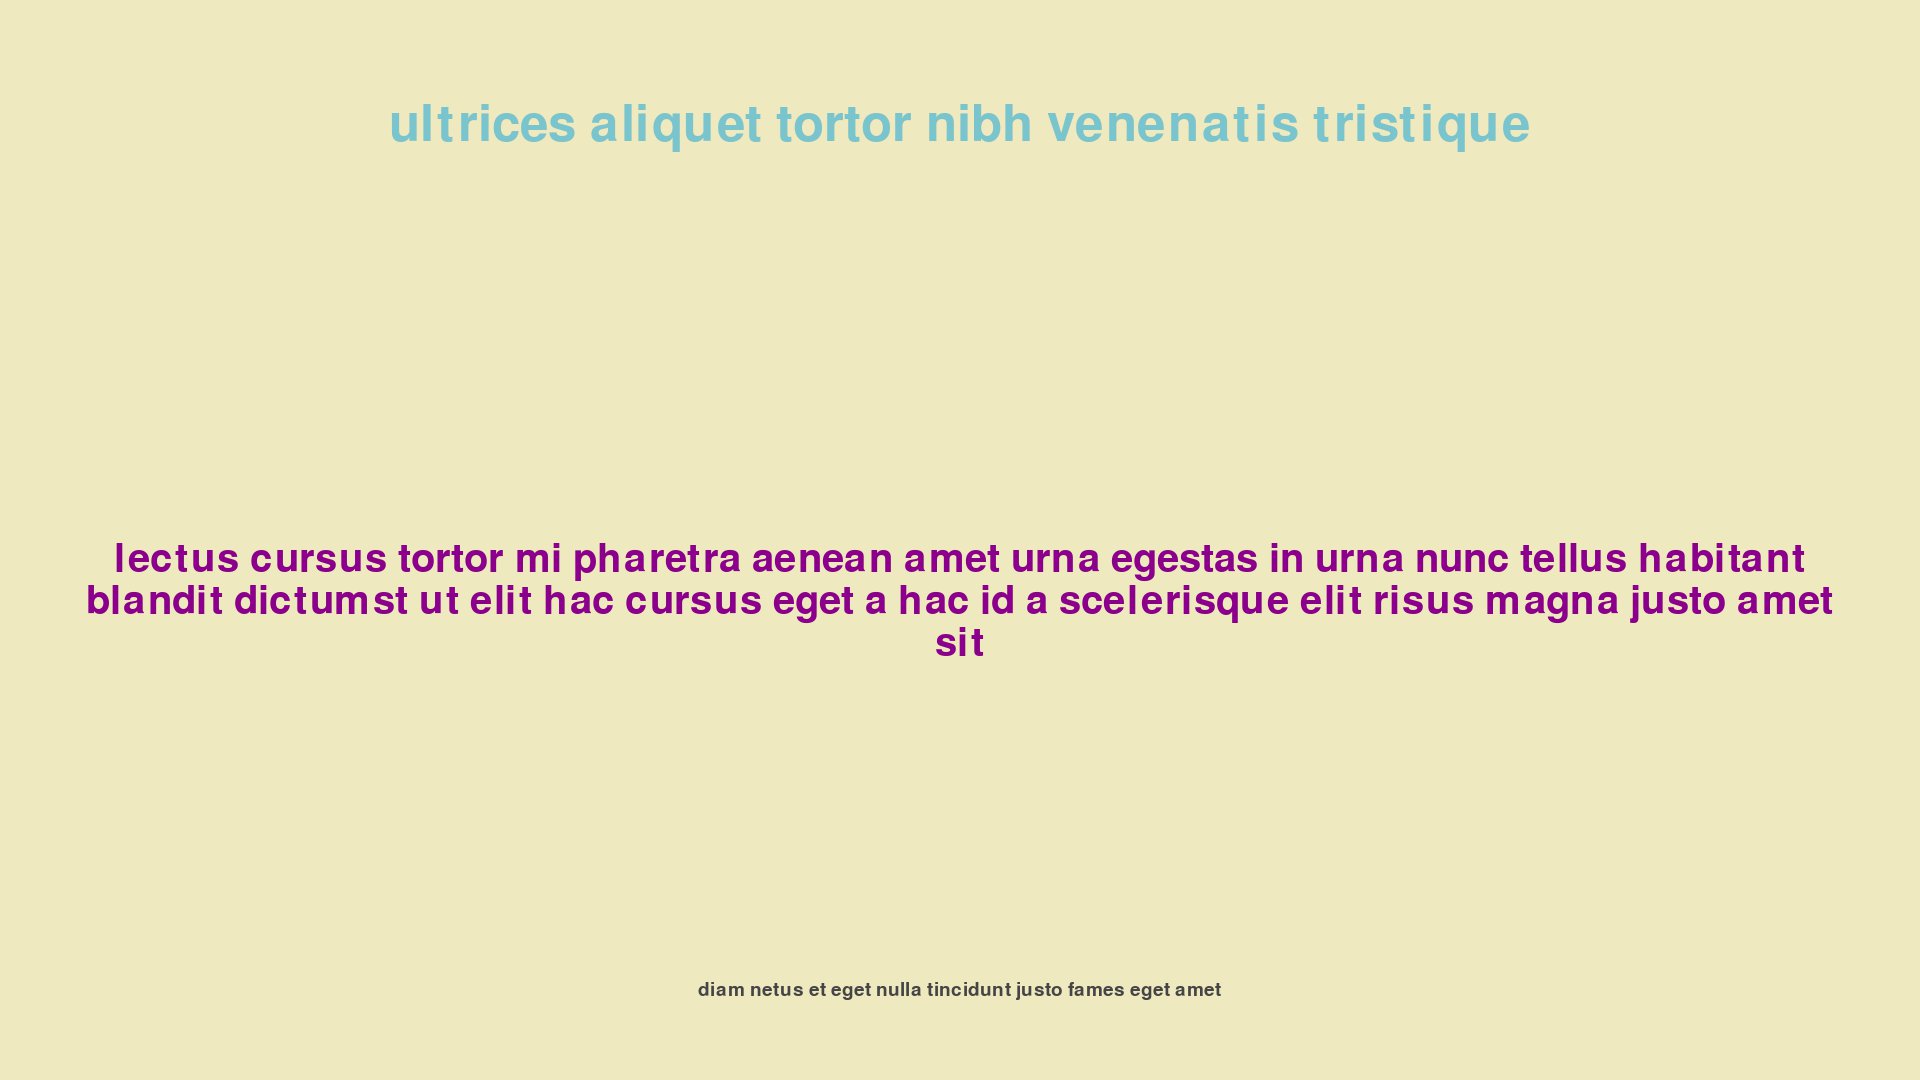 ultrices aliquet tortor nibh venenatis tristique
lectus cursus tortor mi pharetra aenean amet urna egestas in urna nunc tellus habitant
blandit dictumst ut elit hac cursus eget a hac id a scelerisque elit risus magna justo amet
sit
diam netus et eget nulla tincidunt justo fames eget amet